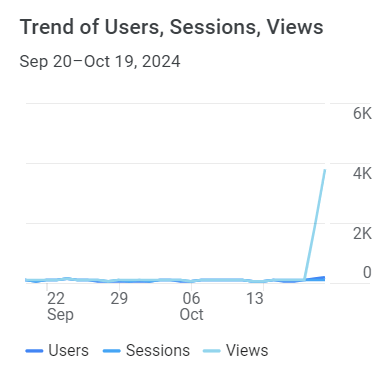 Trend of Users, Sessions, Views
Sep 20–Oct 19, 2024
6K
4K
2K
0
22 29 06 13
Sep Oct
Users Sessions Views